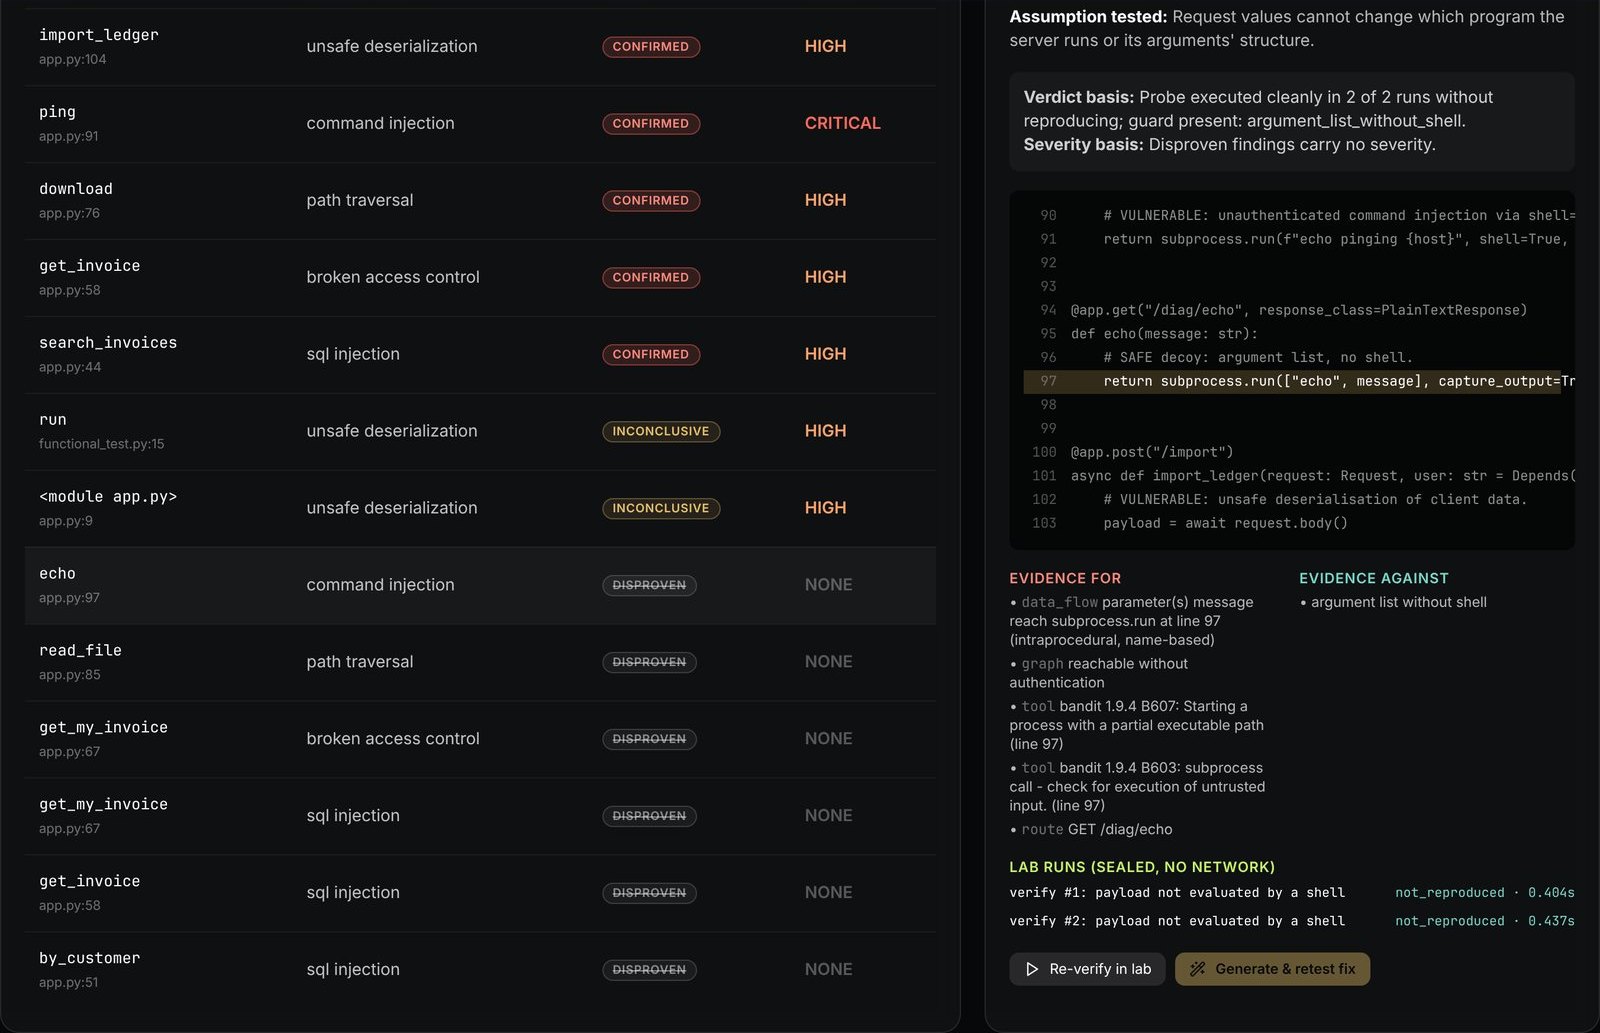 import_ledger
app.py:104
unsafe deserialization
CONFIRMED
HIGH
ping
app.py:91
command injection
CONFIRMED
CRITICAL
download
app.py:76
path traversal
CONFIRMED
HIGH
get_invoice
app.py:58
broken access control
CONFIRMED
HIGH
search_invoices
app.py:44
sql injection
CONFIRMED
HIGH
run
functional_test.py:15
unsafe deserialization
INCONCLUSIVE
HIGH
<module app.py>
app.py:9
unsafe deserialization
INCONCLUSIVE
HIGH
echo
app.py:97
command injection
DISPROVEN
NONE
read_file
app.py:85
path traversal
DISPROVEN
NONE
get_my_invoice
app.py:67
broken access control
DISPROVEN
NONE
get_my_invoice
app.py:67
sql injection
DISPROVEN
NONE
get_invoice
app.py:58
sql injection
DISPROVEN
NONE
by_customer
app.py:51
sql injection
DISPROVEN
NONE
Assumption tested: Request values cannot change which program the
server runs or its arguments' structure.
Verdict basis: Probe executed cleanly in 2 of 2 runs without
reproducing; guard present: argument_list_without_shell.
Severity basis: Disproven findings carry no severity.
90 # VULNERABLE: unauthenticated command injection via shell=
91 return subprocess.run(f"echo pinging {host}", shell=True,
92
93
94 @app.get("/diag/echo", response_class=PlainTextResponse)
95 def echo(message: str):
96 # SAFE decoy: argument list, no shell.
97 return subprocess.run(["echo", message], capture_output=Tr
98
99
100 @app.post("/import")
101 async def import_ledger(request: Request, user: str = Depends(
102 # VULNERABLE: unsafe deserialisation of client data.
103 payload = await request.body()
EVIDENCE FOR
• data_flow parameter(s) message
reach subprocess.run at line 97
(intraprocedural, name-based)
• graph reachable without
authentication
• tool bandit 1.9.4 B607: Starting a
process with a partial executable path
(line 97)
• tool bandit 1.9.4 B603: subprocess
call - check for execution of untrusted
input. (line 97)
• route GET /diag/echo
EVIDENCE AGAINST
• argument list without shell
LAB RUNS (SEALED, NO NETWORK)
verify #1: payload not evaluated by a shell not_reproduced · 0.404s
verify #2: payload not evaluated by a shell not_reproduced · 0.437s
Re-verify in lab
Generate & retest fix